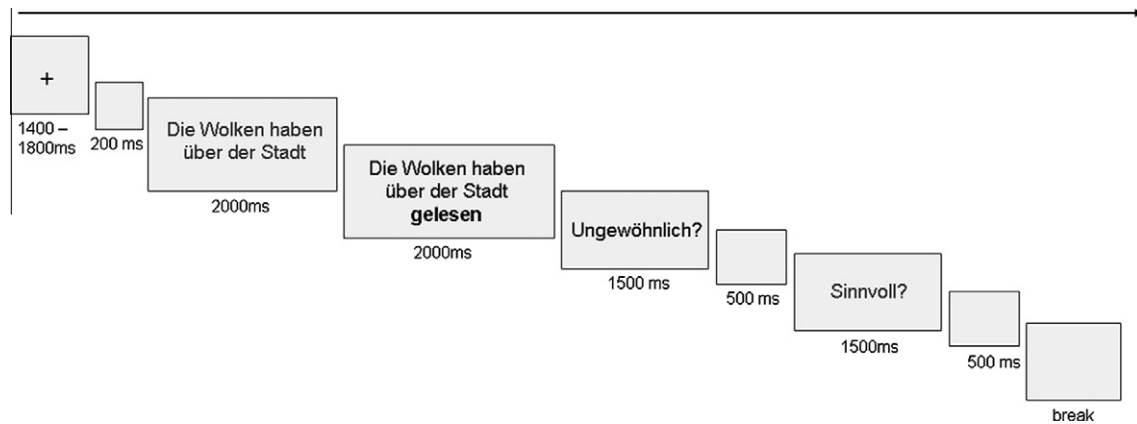 +
1400 –
1800ms
200 ms
Die Wolken haben
über der Stadt
2000ms
Die Wolken haben
über der Stadt
gelesen
2000ms
Ungewöhnlich?
1500 ms
500 ms
Sinnvoll?
1500ms
500 ms
break